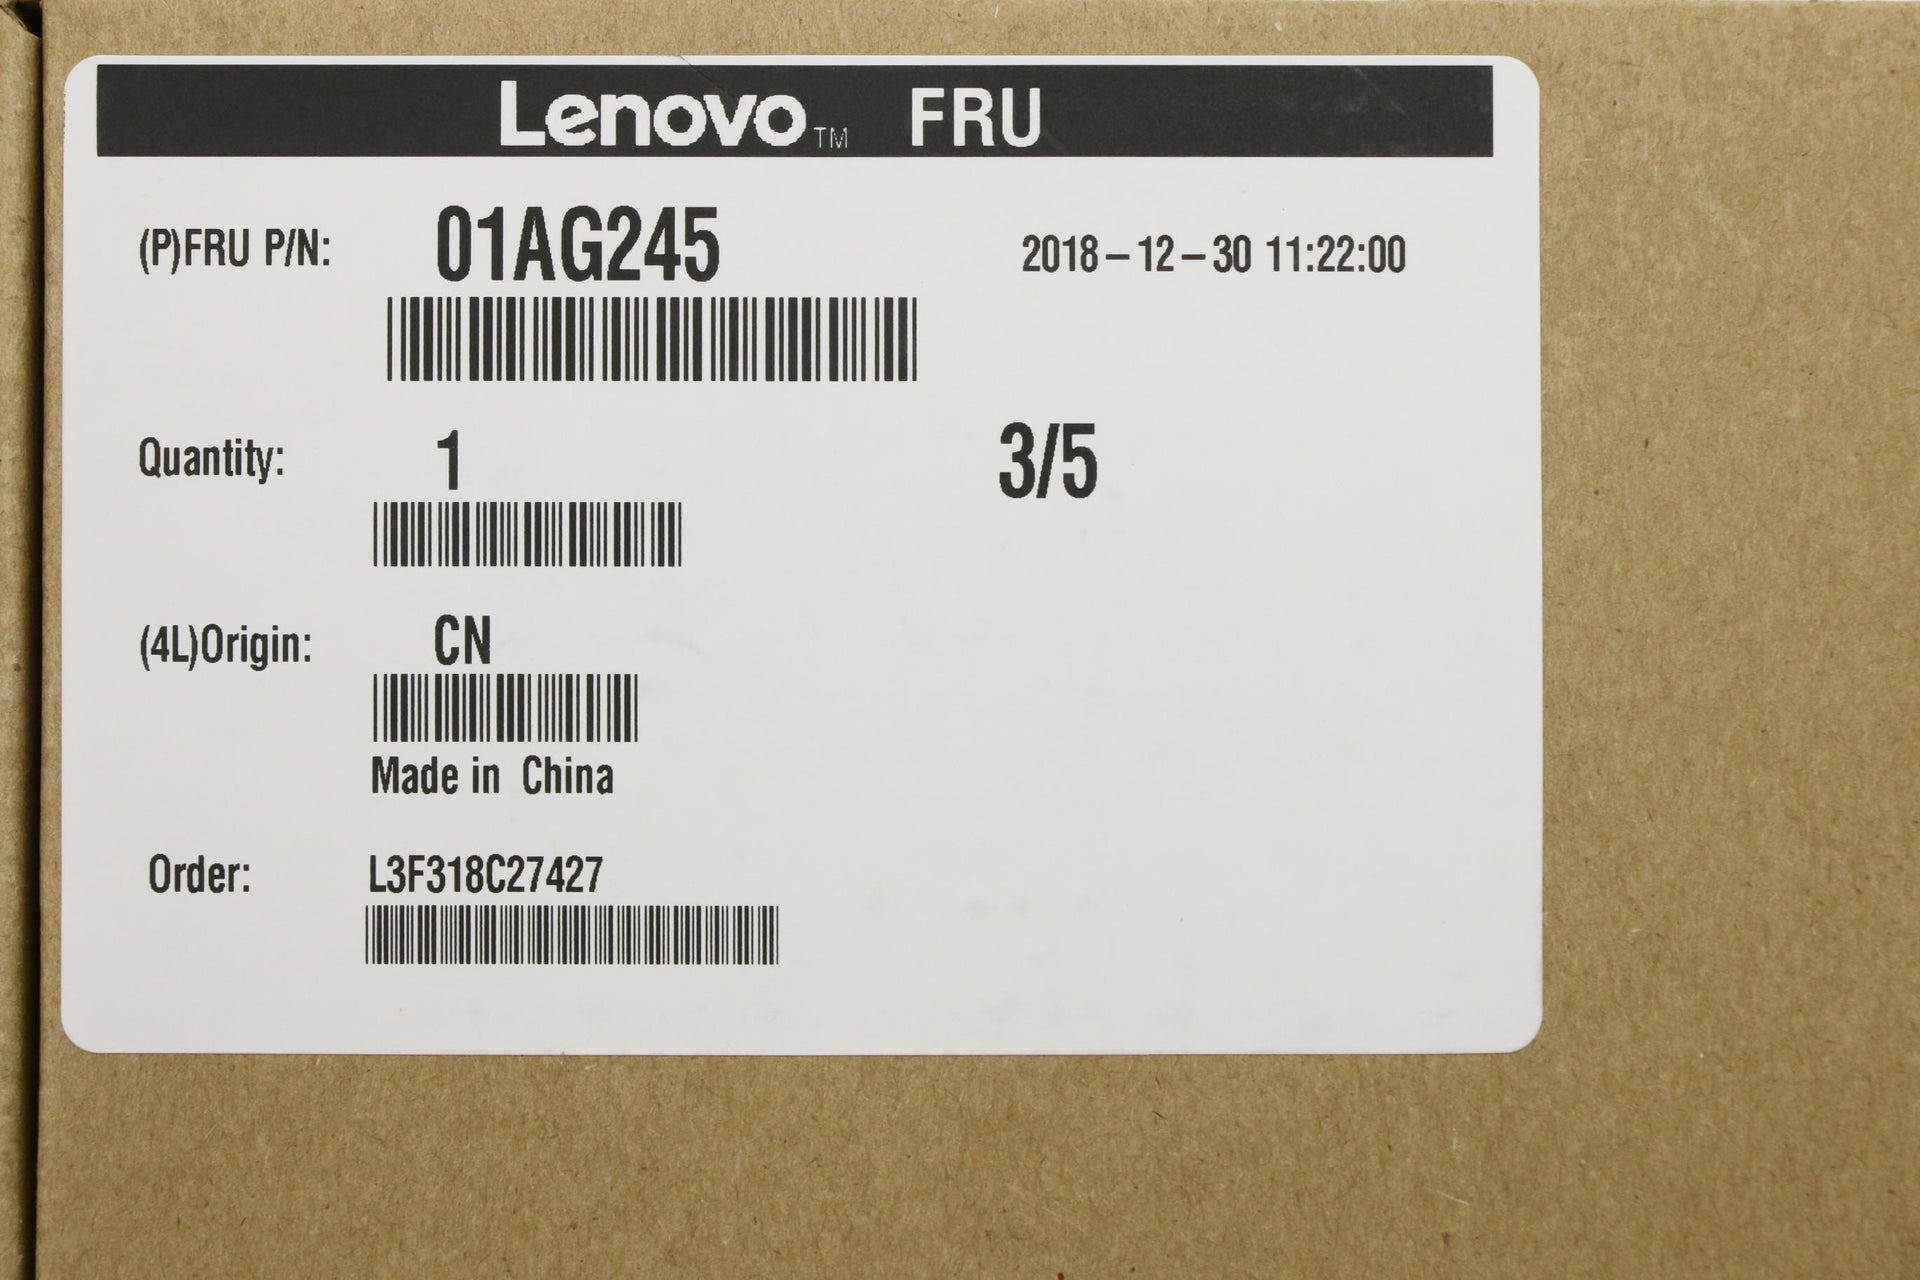 Lenovo™ FRU
(P)FRU P/N: 01AG245 2018-12-30 11:22:00
Quantity: 1 3/5
(4L)Origin: CN
Made in China
Order: L3F318C27427